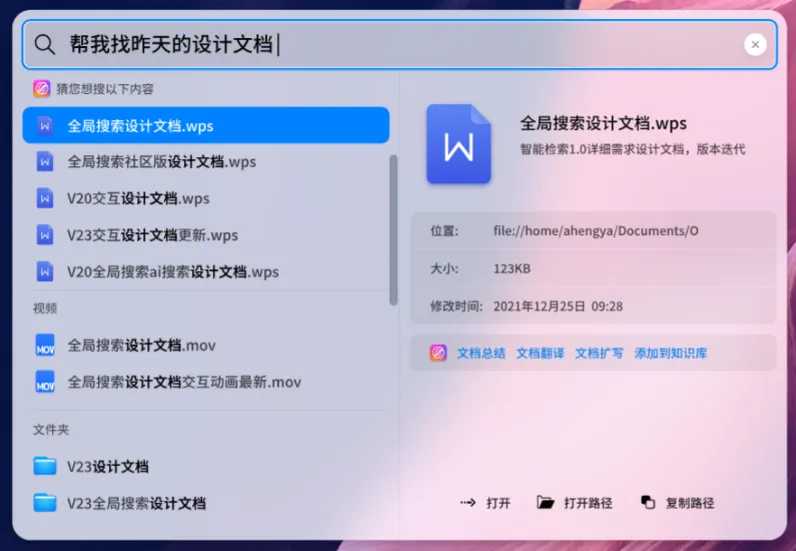 帮我找昨天的设计文档
猜您想搜以下内容
全局搜索设计文档.wps
全局搜索社区版设计文档.wps
V20交互设计文档.wps
V23交互设计文档更新.wps
V20全局搜索ai搜索设计文档.wps
视频
MOV 全局搜索设计文档.mov
MOV 全局搜索设计文档交互动画最新.mov
文件夹
V23设计文档
V23全局搜索设计文档
W
全局搜索设计文档.wps
智能检索1.0详细需求设计文档，版本迭代
位置: file://home/ahengya/Documents/O
大小: 123KB
修改时间: 2021年12月25日 09:28
文档总结 文档翻译 文档扩写 添加到知识库
打开 打开路径 复制路径